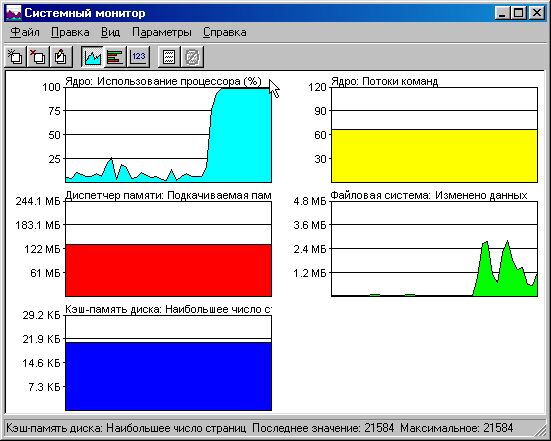 Системный монитор
Файл Правка Вид Параметры Справка
123
Ядро: Использование процессора (%)
100
75
50
25
Ядро: Потоки команд
120
90
60
30
Диспетчер памяти: Подкачиваемая пам
244.1 МБ
183.1 МБ
122 МБ
61 МБ
Файловая система: Изменено данных
4.8 МБ
3.6 МБ
2.4 МБ
1.2 МБ
Кэш-память диска: Наибольшее число ст
29.2 КБ
21.9 КБ
14.6 КБ
7.3 КБ
Кэш-память диска: Наибольшее число страниц Последнее значение: 21584 Максимальное: 21584